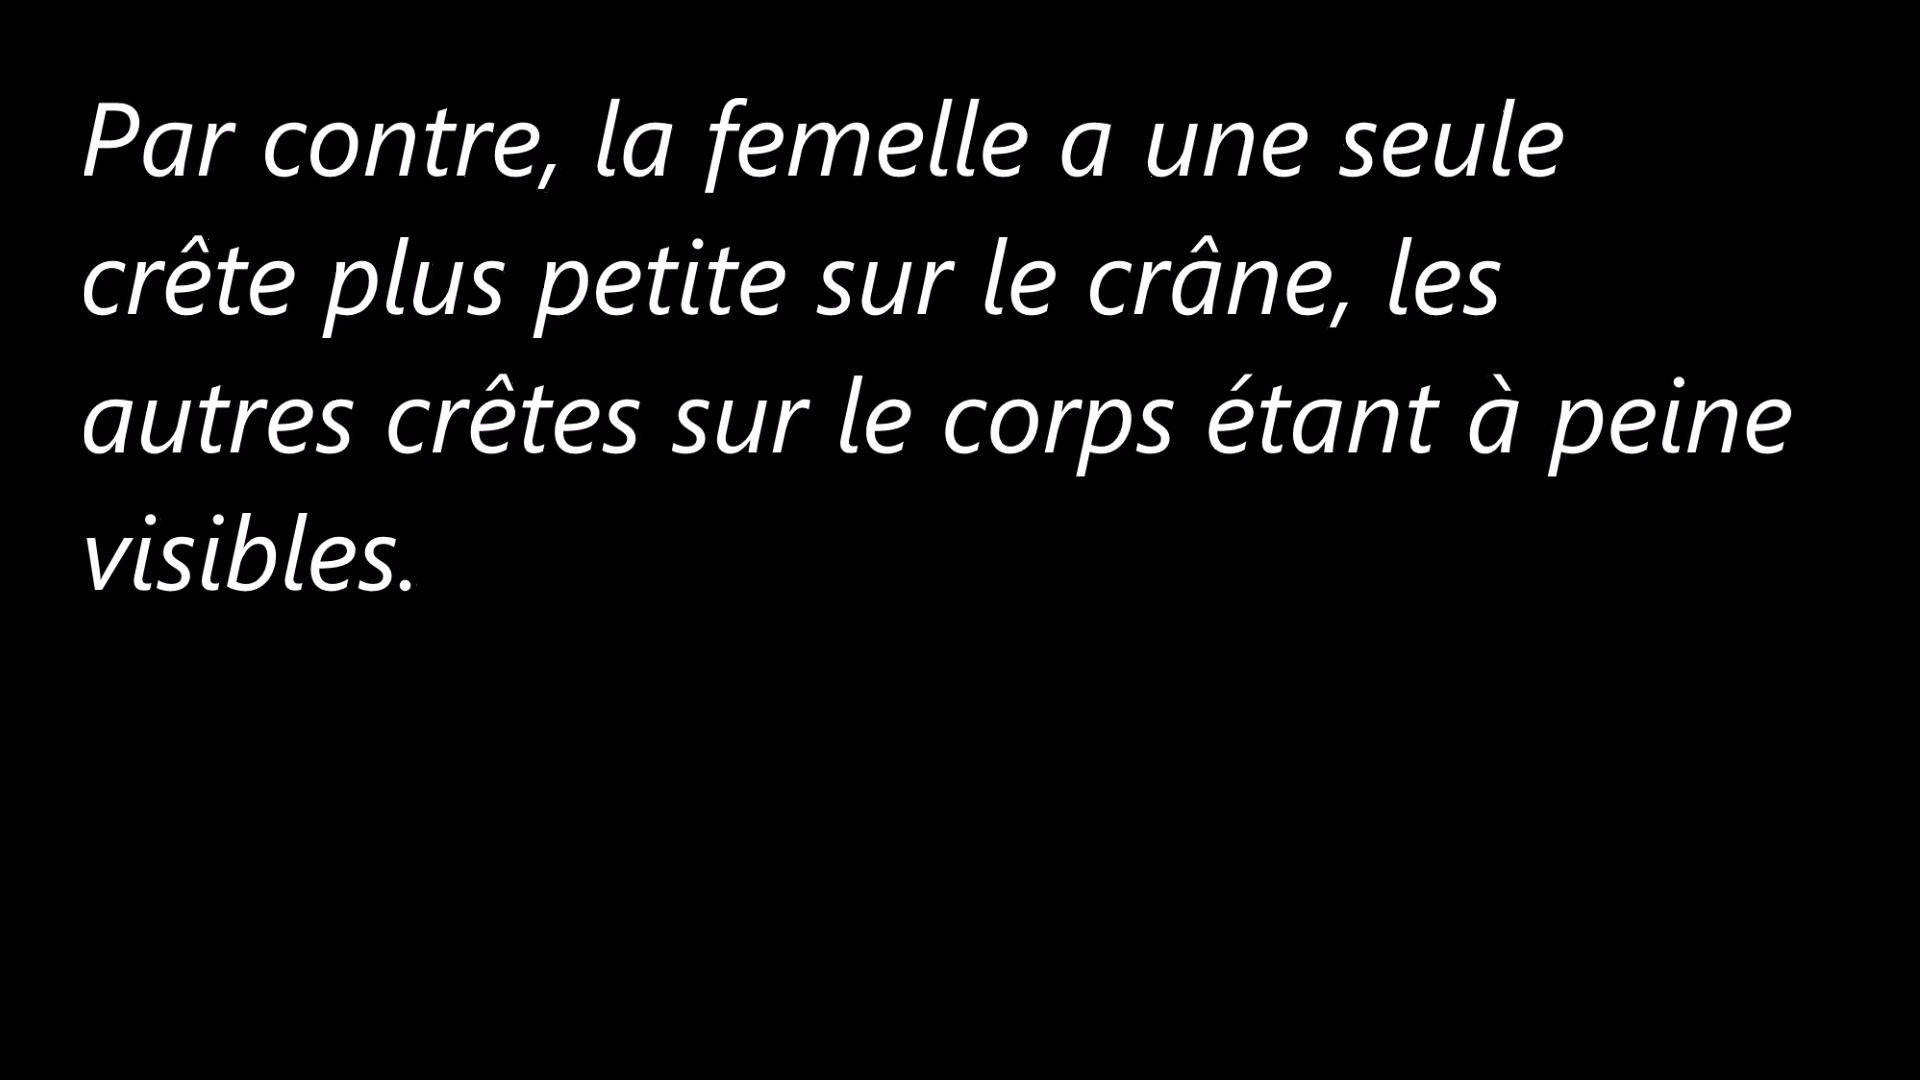 Par contre, la femelle a une seule
crête plus petite sur le crâne, les
autres crêtes sur le corps étant à peine
visibles.